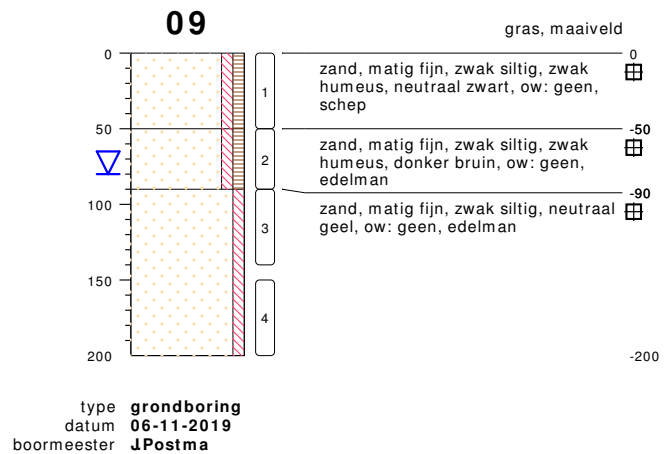 09
gras, maaiveld
0
0
zand, matig fijn, zwak siltig, zwak
humeus, neutraal zwart, ow: geen,
schep
1
50
-50
zand, matig fijn, zwak siltig, zwak
humeus, donker bruin, ow: geen,
edelman
2
-90
100
zand, matig fijn, zwak siltig, neutraal
geel, ow: geen, edelman
3
150
4
200
-200
type grondboring
datum 06-11-2019
boormeester J.Postma